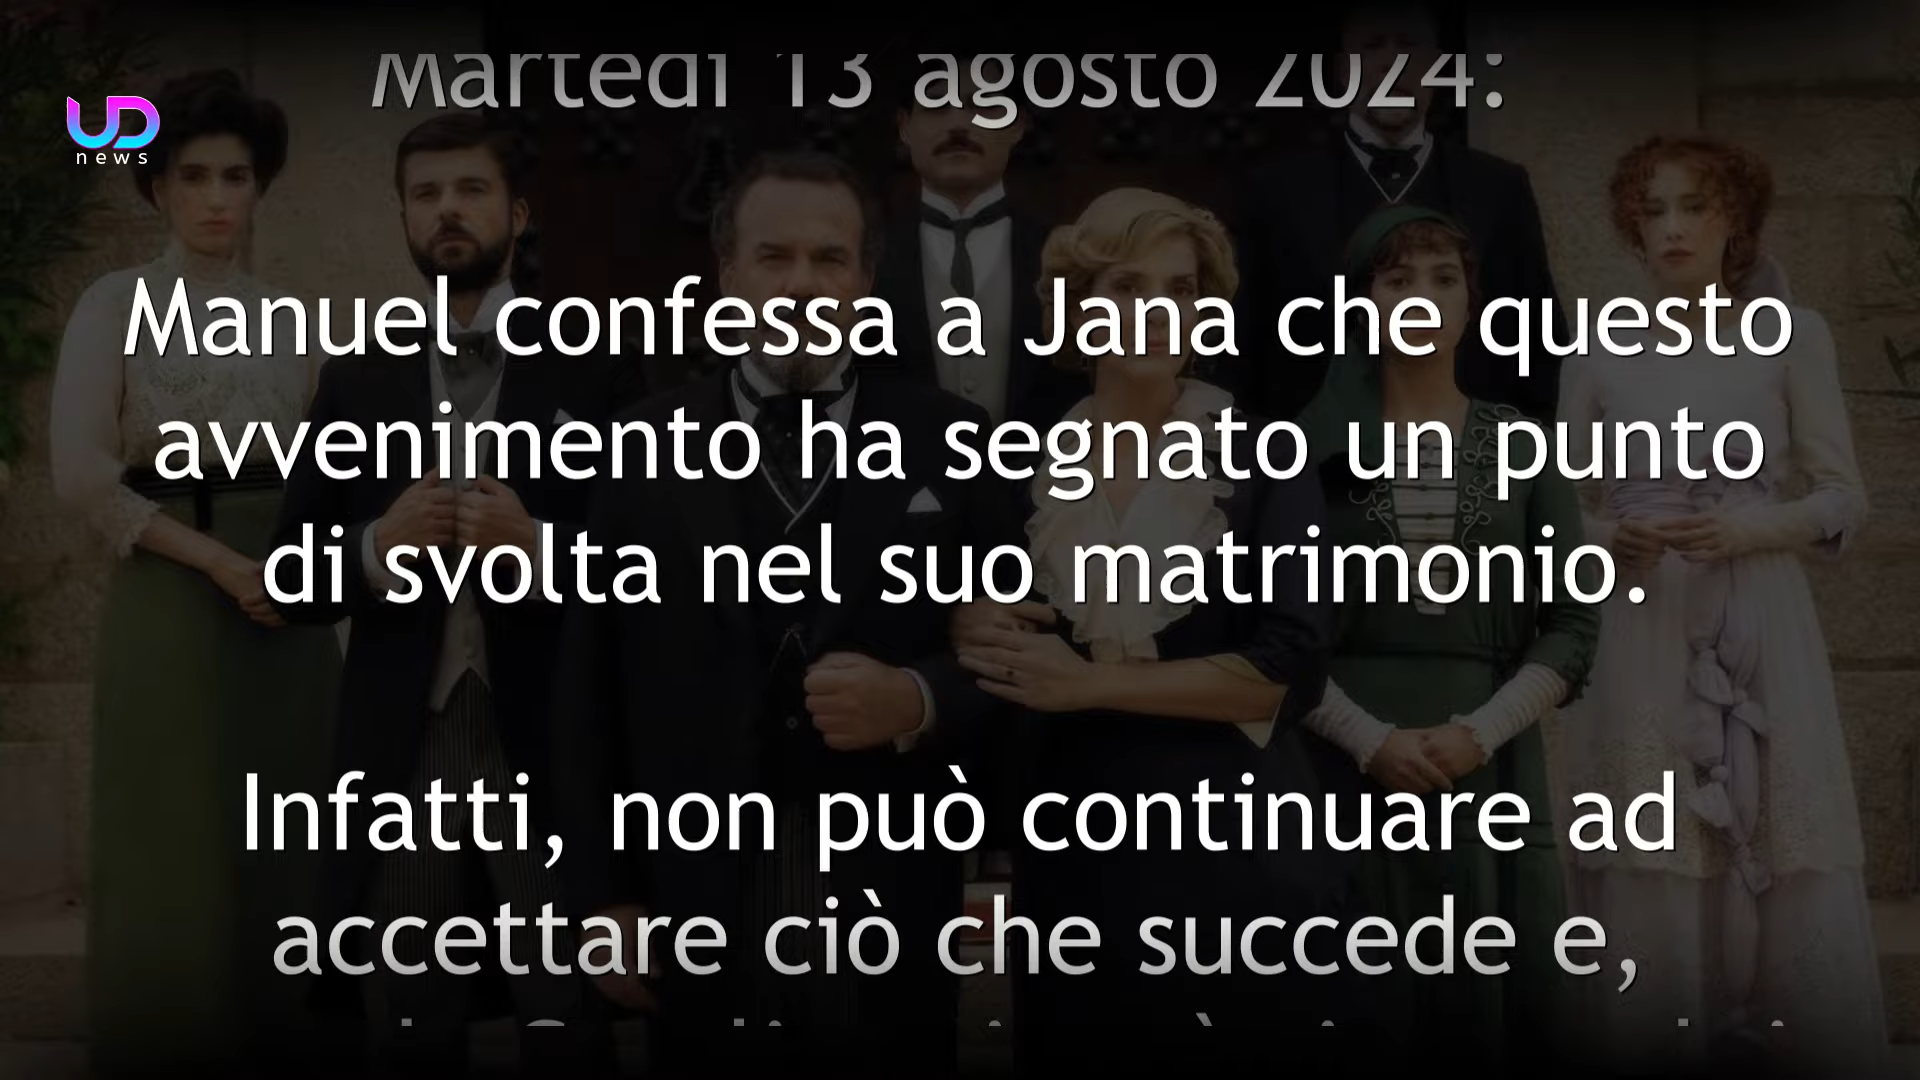 UD
news
Martedì 13 agosto 2024:
Manuel confessa a Jana che questo
avvenimento ha segnato un punto
di svolta nel suo matrimonio.
Infatti, non può continuare ad
accettare ciò che succede e,